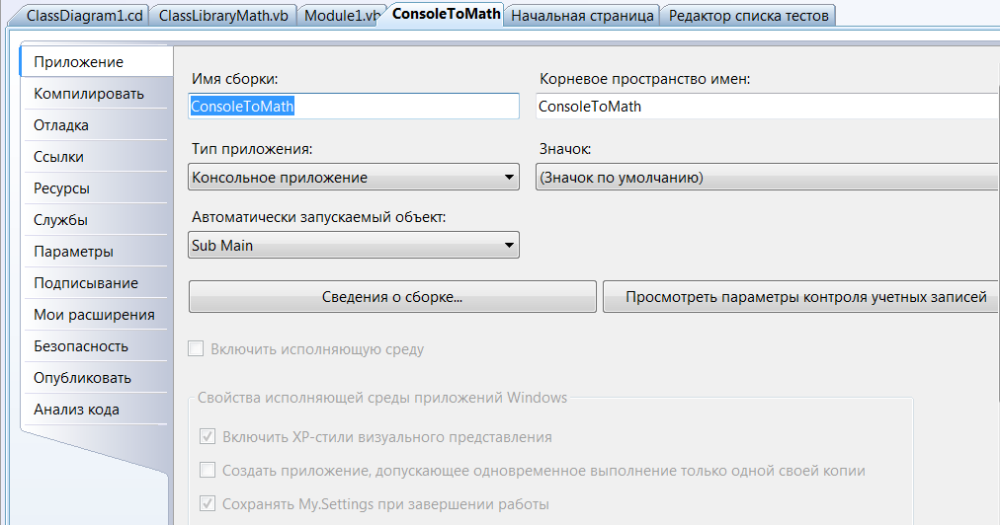 ClassDiagram1.cd ClassLibraryMath.vb Module1.vb ConsoleToMath Начальная страница Редактор списка тестов
Приложение
Компилировать
Отладка
Ссылки
Ресурсы
Службы
Параметры
Подписывание
Мои расширения
Безопасность
Опубликовать
Анализ кода
Имя сборки: Корневое пространство имен:
ConsoleToMath ConsoleToMath
Тип приложения: Значок:
Консольное приложение (Значок по умолчанию)
Автоматически запускаемый объект:
Sub Main
Сведения о сборке... Просмотреть параметры контроля учетных записей
Включить исполняющую среду
Свойства исполняющей среды приложений Windows
Включить XP-стили визуального представления
Создать приложение, допускающее одновременное выполнение только одной своей копии
Сохранять My.Settings при завершении работы